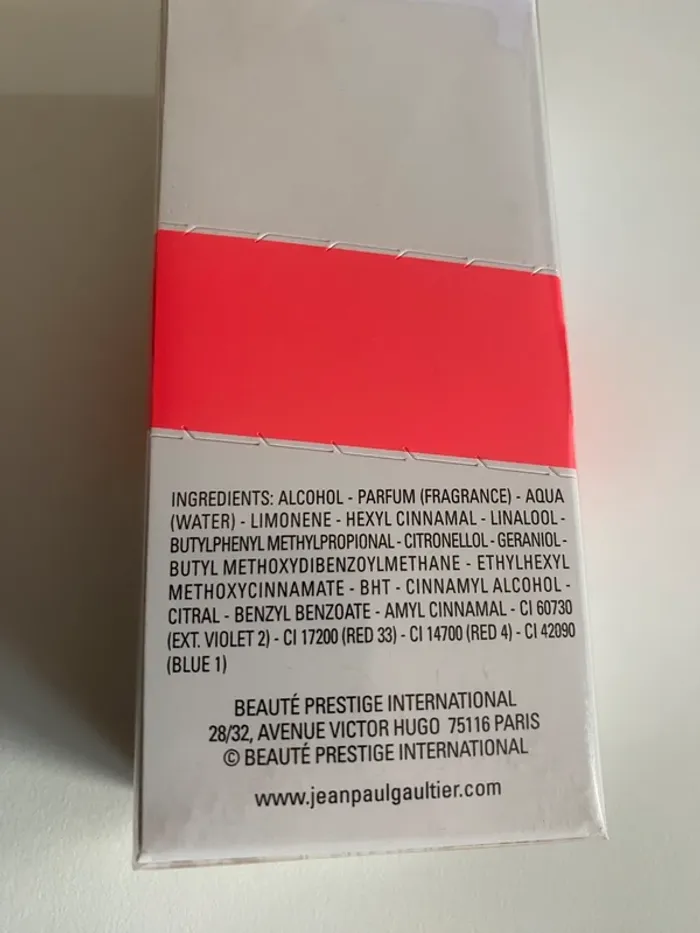 INGREDIENTS: ALCOHOL - PARFUM (FRAGRANCE) - AQUA
(WATER) - LIMONENE - HEXYL CINNAMAL - LINALOOL -
BUTYLPHENYL METHYLPROPIONAL - CITRONELLOL - GERANIOL -
BUTYL METHOXYDIBENZOYLMETHANE - ETHYLHEXYL
METHOXYCINNAMATE - BHT - CINNAMYL ALCOHOL -
CITRAL - BENZYL BENZOATE - AMYL CINNAMAL - CI 60730
(EXT. VIOLET 2) - CI 17200 (RED 33) - CI 14700 (RED 4) - CI 42090
(BLUE 1)
BEAUTÉ PRESTIGE INTERNATIONAL
28/32, AVENUE VICTOR HUGO 75116 PARIS
© BEAUTÉ PRESTIGE INTERNATIONAL
www.jeanpaulgaultier.com